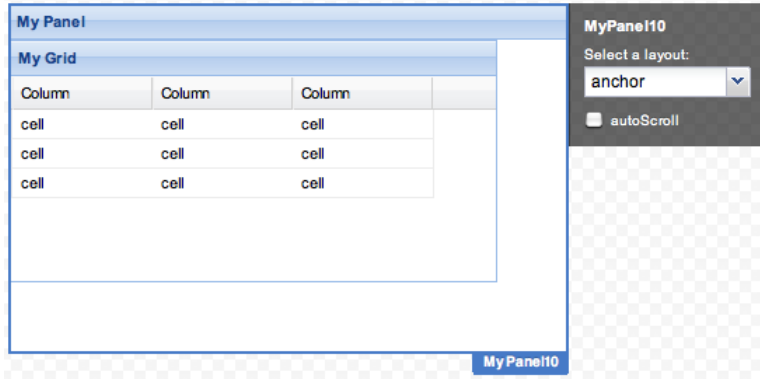 My Panel
My Grid
Column Column Column
cell cell cell
cell cell cell
cell cell cell
MyPanel10
MyPanel10
Select a layout:
anchor
autoScroll